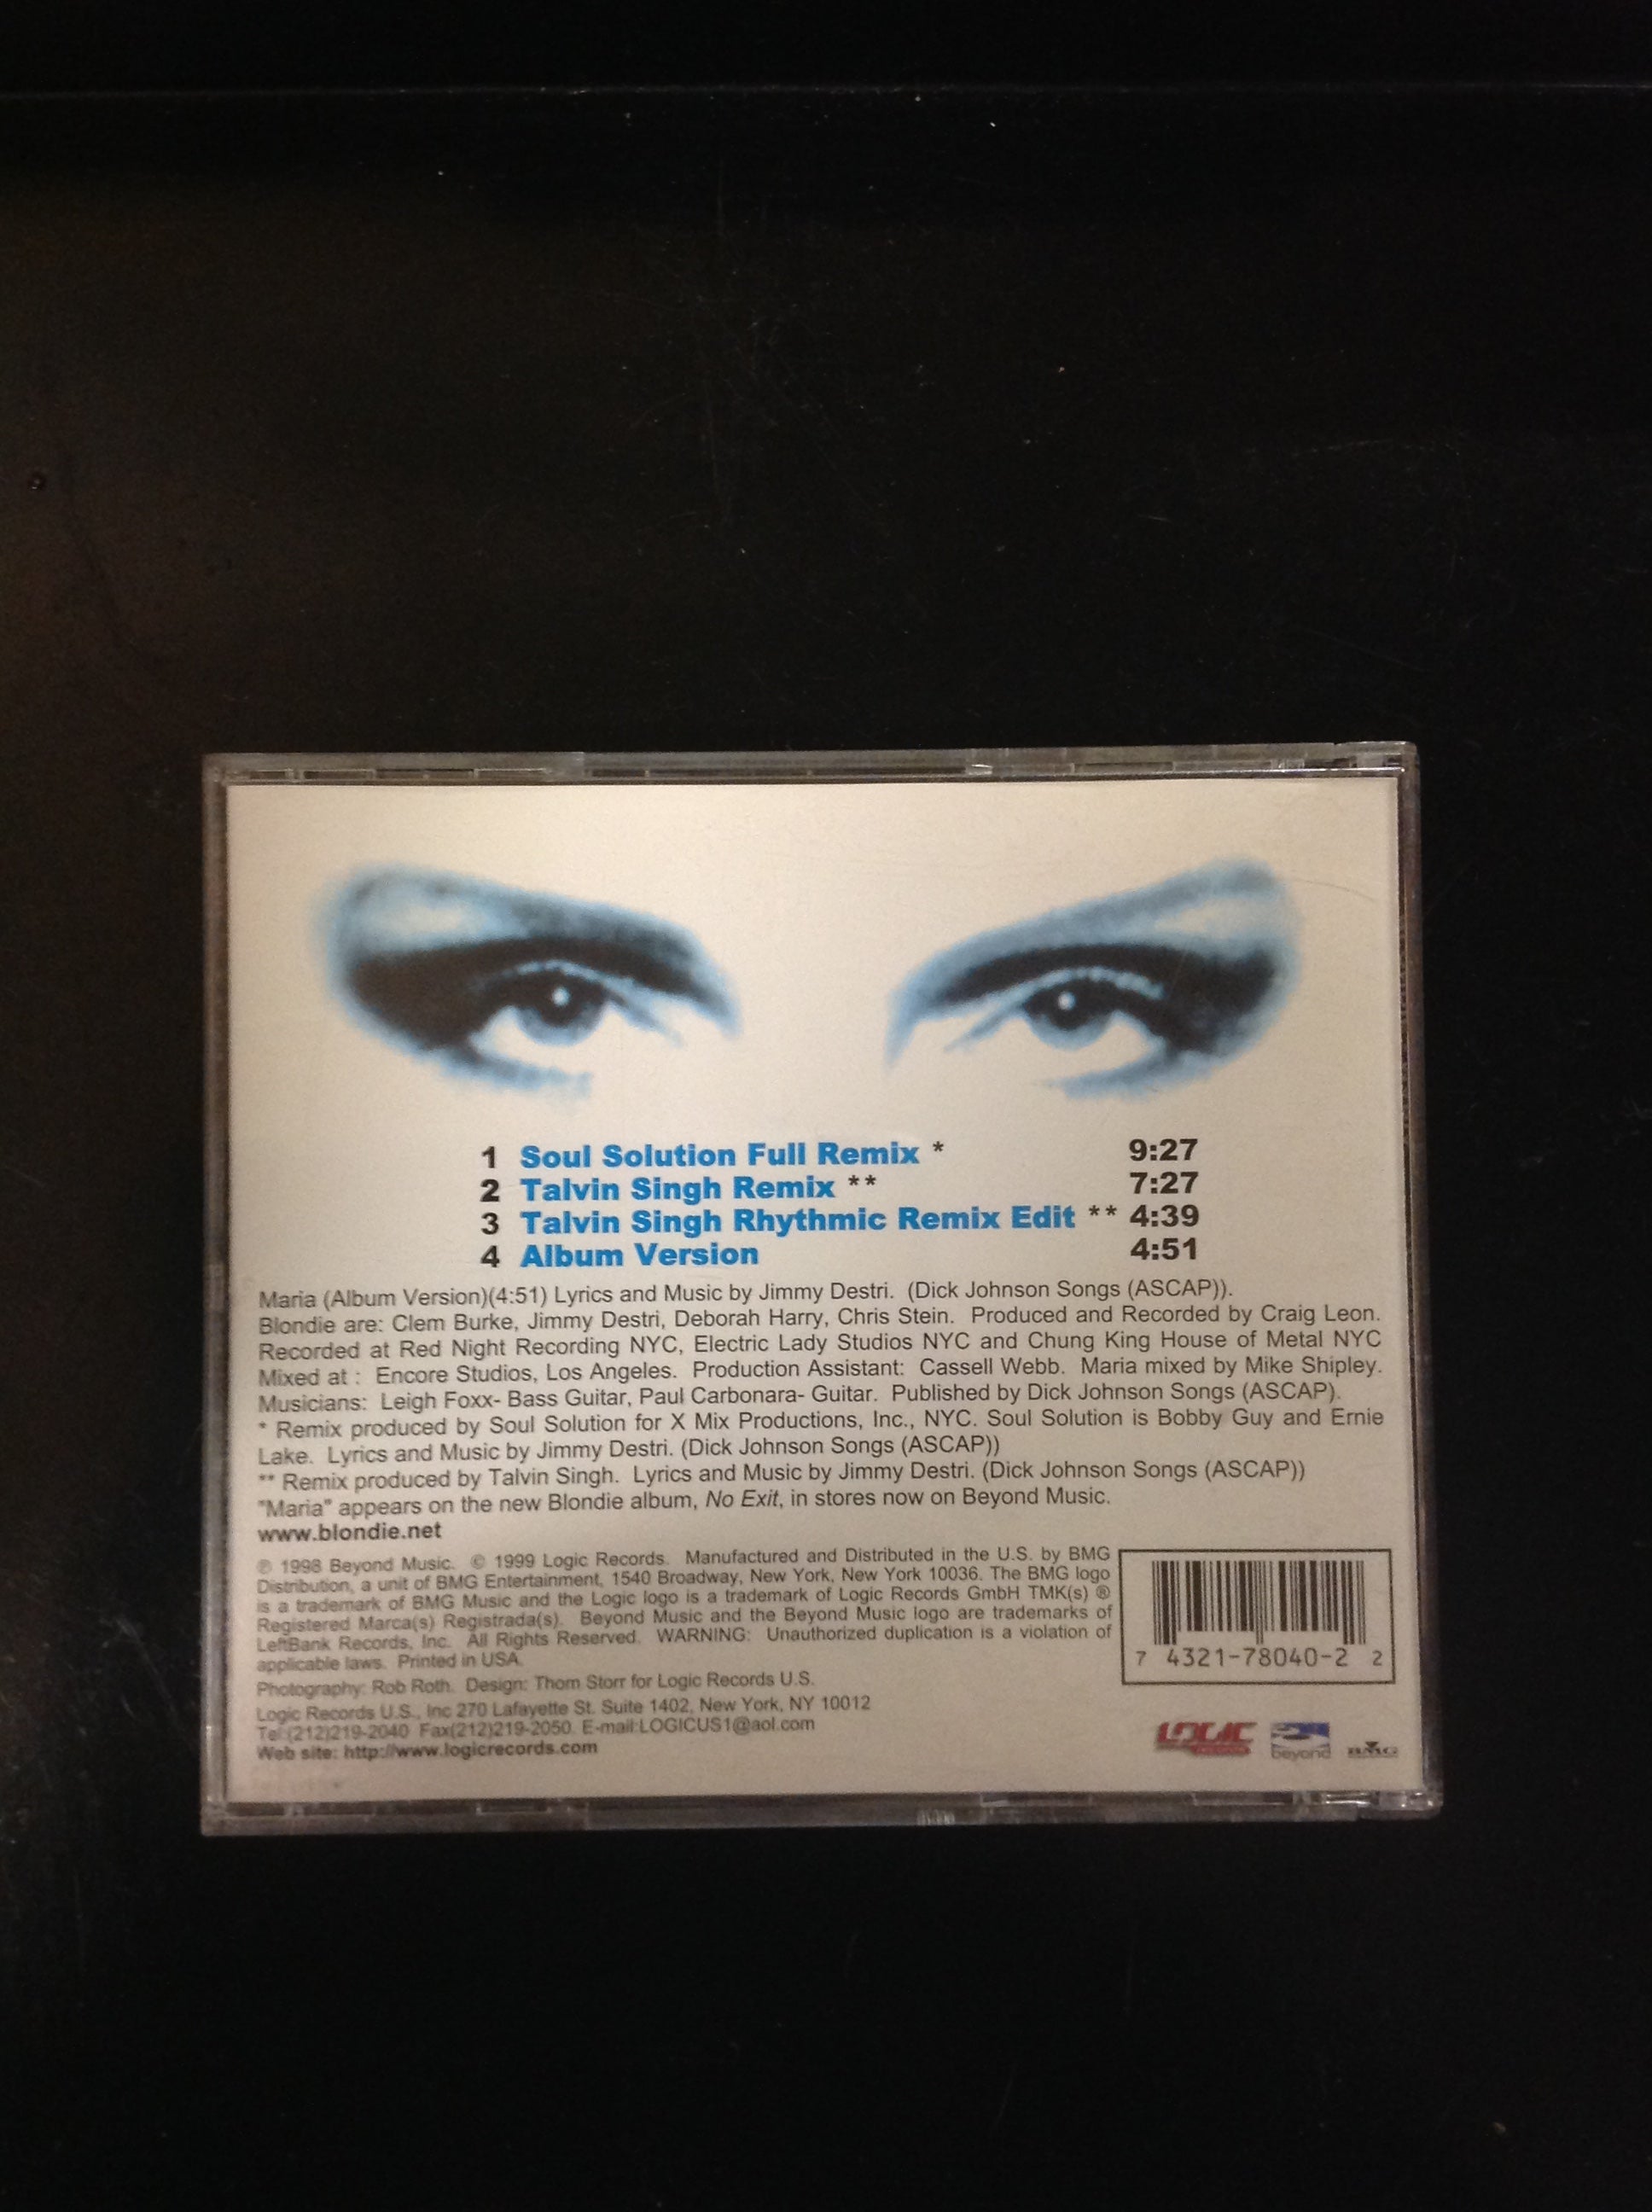 1 Soul Solution Full Remix * 9:27
2 Talvin Singh Remix ** 7:27
3 Talvin Singh Rhythmic Remix Edit ** 4:39
4 Album Version 4:51
Maria (Album Version)(4:51) Lyrics and Music by Jimmy Destri. (Dick Johnson Songs (ASCAP)).
Blondie are: Clem Burke, Jimmy Destri, Deborah Harry, Chris Stein. Produced and Recorded by Craig Leon.
Recorded at Red Night Recording NYC, Electric Lady Studios NYC and Chung King House of Metal NYC
Mixed at : Encore Studios, Los Angeles. Production Assistant: Cassell Webb. Maria mixed by Mike Shipley.
Musicians: Leigh Foxx- Bass Guitar, Paul Carbonara- Guitar. Published by Dick Johnson Songs (ASCAP).
* Remix produced by Soul Solution for X Mix Productions, Inc., NYC. Soul Solution is Bobby Guy and Ernie
Lake. Lyrics and Music by Jimmy Destri. (Dick Johnson Songs (ASCAP))
** Remix produced by Talvin Singh. Lyrics and Music by Jimmy Destri. (Dick Johnson Songs (ASCAP))
"Maria" appears on the new Blondie album, No Exit, in stores now on Beyond Music.
www.blondie.net
℗ 1998 Beyond Music. © 1999 Logic Records. Manufactured and Distributed in the U.S. by BMG
Distribution, a unit of BMG Entertainment, 1540 Broadway, New York, New York 10036. The BMG logo
is a trademark of BMG Music and the Logic logo is a trademark of Logic Records GmbH TMK(s) ®
Registered Marca(s) Registrada(s). Beyond Music and the Beyond Music logo are trademarks of
LeftBank Records, Inc. All Rights Reserved. WARNING: Unauthorized duplication is a violation of
applicable laws. Printed in USA.
Photography: Rob Roth. Design: Thom Storr for Logic Records U.S.
Logic Records U.S., Inc 270 Lafayette St. Suite 1402, New York, NY 10012
Tel:(212)219-2040 Fax(212)219-2050 E-mail:LOGICUS1@aol.com
Web site: http://www.logicrecords.com
7 4321-78040-2 2
LOGIC beyond BMG